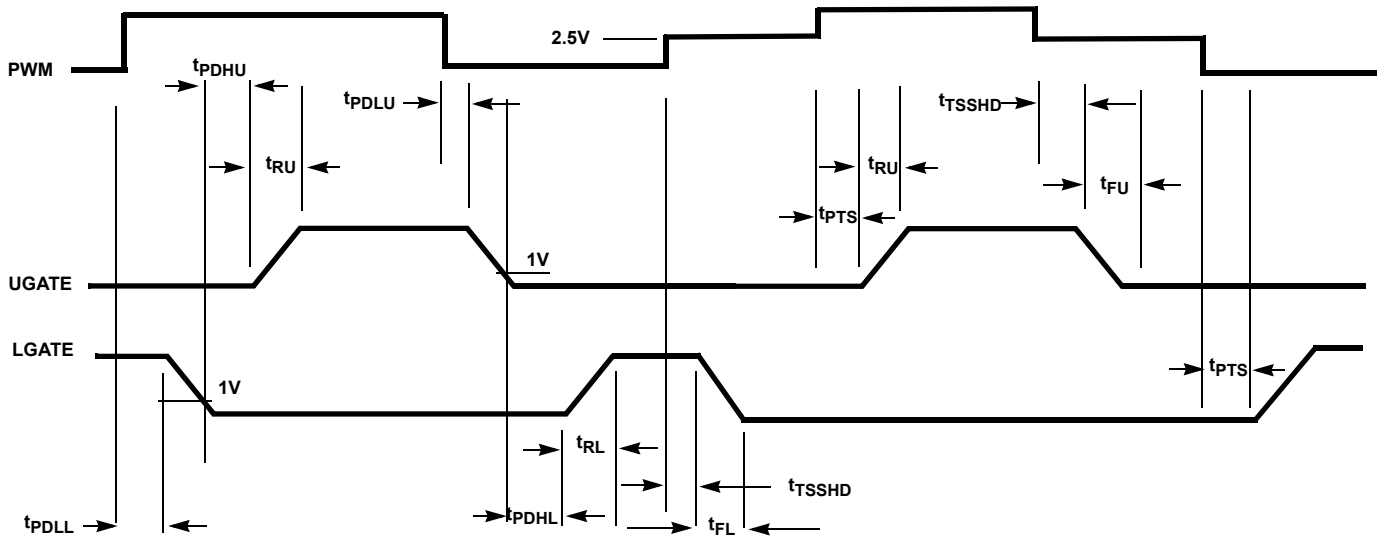 2.5V
PWM
tPDHU
tPDLU
tTSSHD
tRU
tRU
tFU
tPTS
1V
UGATE
LGATE
tPTS
1V
tRL
tTSSHD
tPDLL
tPDHL
tFL